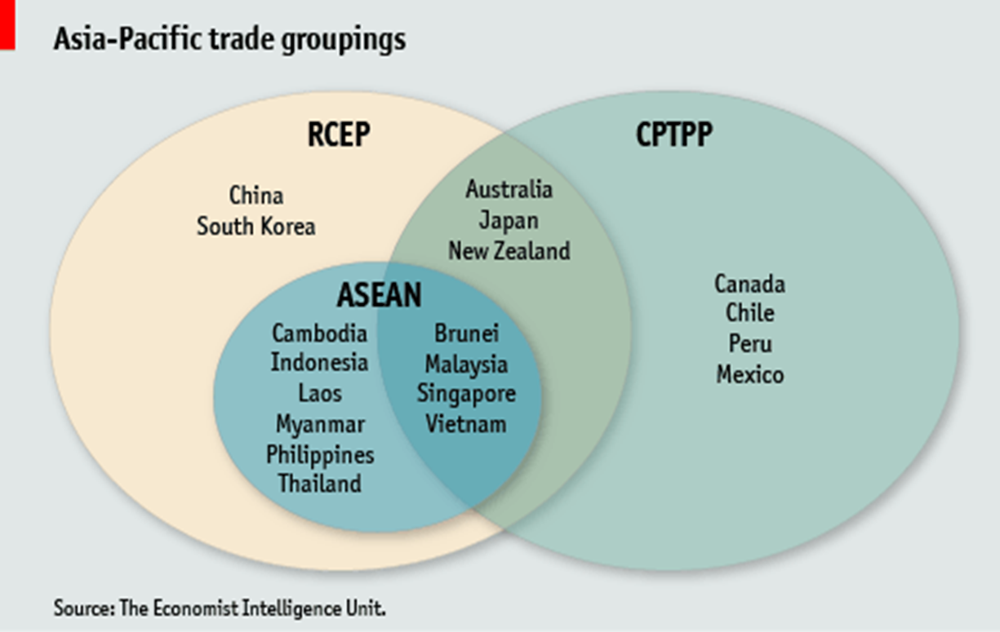 Asia-Pacific trade groupings
RCEP
CPTPP
China
South Korea
Australia
Japan
New Zealand
ASEAN
Cambodia
Indonesia
Laos
Myanmar
Philippines
Thailand
Brunei
Malaysia
Singapore
Vietnam
Canada
Chile
Peru
Mexico
Source: The Economist Intelligence Unit.